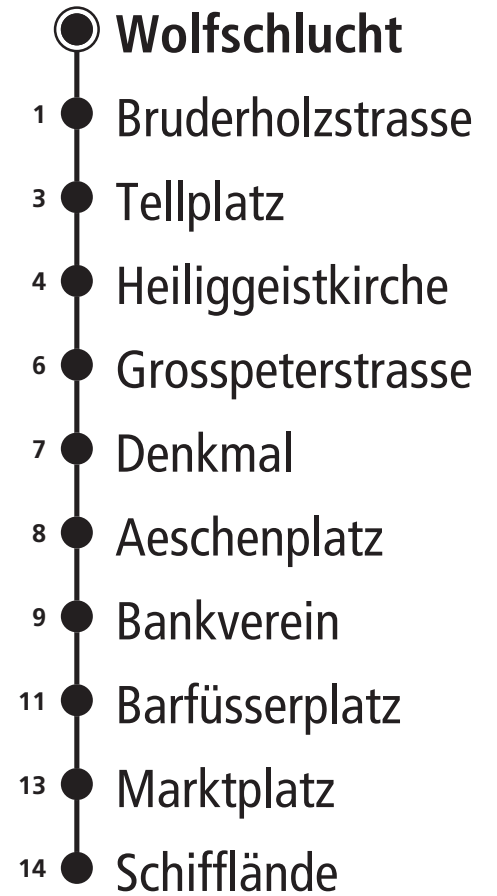 Wolfschlucht
1 Bruderholzstrasse
3 Tellplatz
4 Heiliggeistkirche
6 Grosspeterstrasse
7 Denkmal
8 Aeschenplatz
9 Bankverein
11 Barfüsserplatz
13 Marktplatz
14 Schifflände